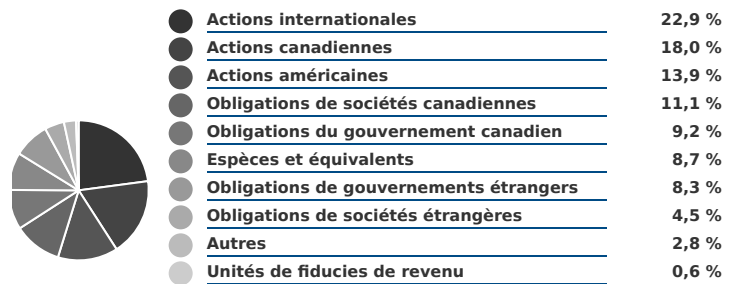 Actions internationales 22,9 %
Actions canadiennes 18,0 %
Actions américaines 13,9 %
Obligations de sociétés canadiennes 11,1 %
Obligations du gouvernement canadien 9,2 %
Espèces et équivalents 8,7 %
Obligations de gouvernements étrangers 8,3 %
Obligations de sociétés étrangères 4,5 %
Autres 2,8 %
Unités de fiducies de revenu 0,6 %